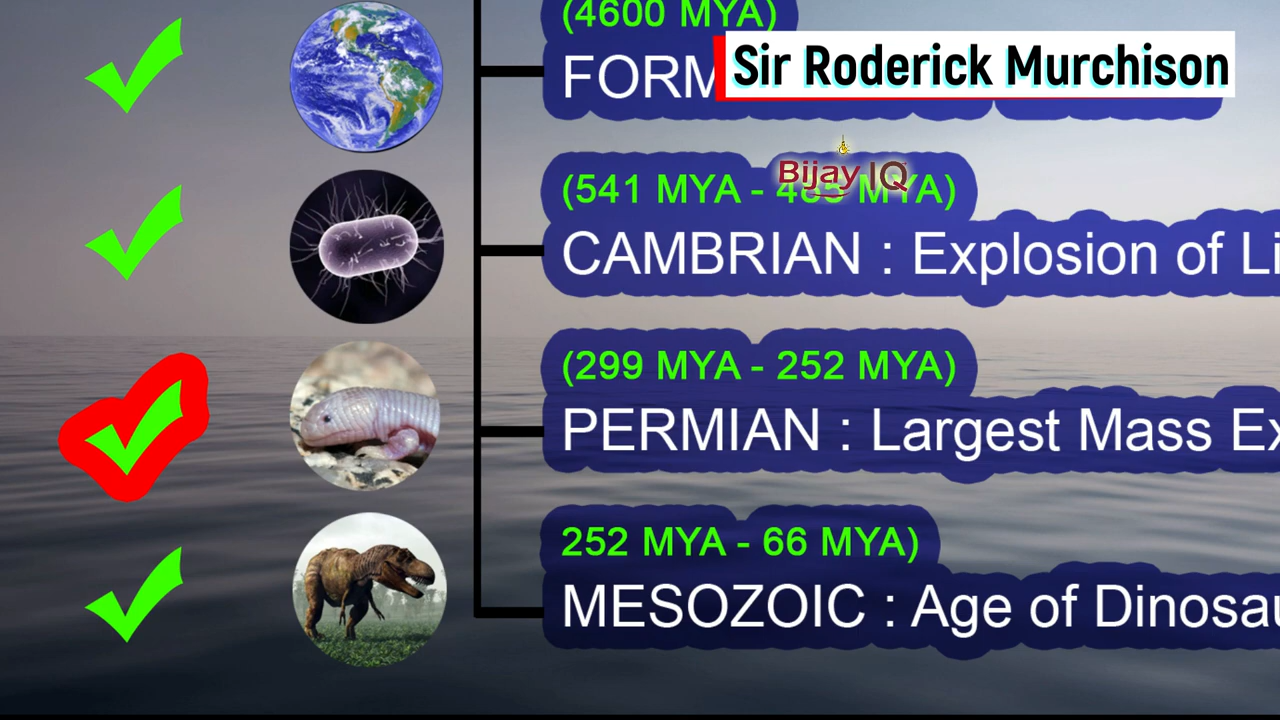 (4600 MYA)
FORM
Sir Roderick Murchison
Bijay IQ
(541 MYA - 485 MYA)
CAMBRIAN : Explosion of Li
(299 MYA - 252 MYA)
PERMIAN : Largest Mass Ex
252 MYA - 66 MYA)
MESOZOIC : Age of Dinosau